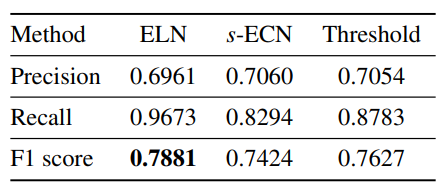 Method ELN s-ECN Threshold
Precision 0.6961 0.7060 0.7054
Recall 0.9673 0.8294 0.8783
F1 score 0.7881 0.7424 0.7627